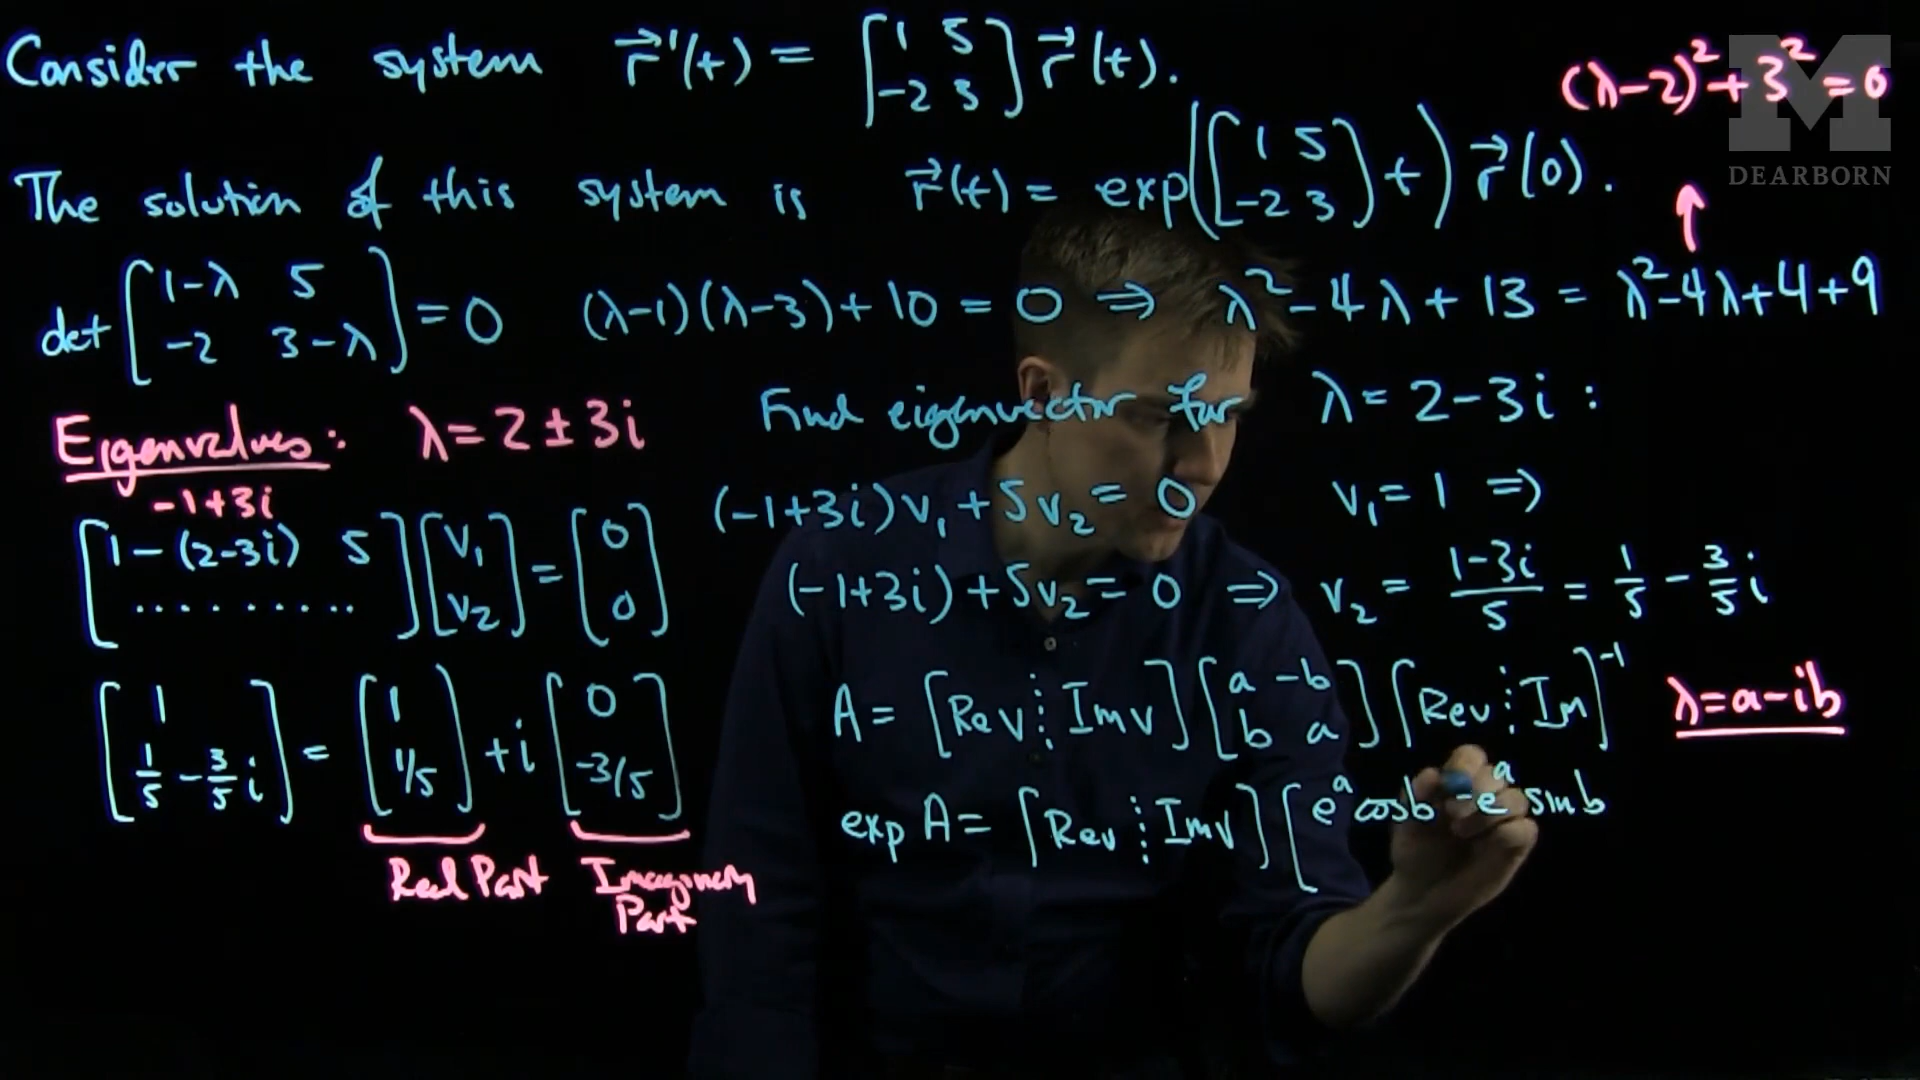 Consider the system r⃗'(t) = [1 5; -2 3] r⃗(t).
(λ-2)²+3²=0
M
DEARBORN
The solution of this system is r⃗(t) = exp([1 5; -2 3]t) r⃗(0).
↑
det [1-λ 5; -2 3-λ] = 0 (λ-1)(λ-3)+10 = 0 ⇒ λ²-4λ+13 = λ²-4λ+4+9
Eigenvalues: λ = 2 ± 3i
Find eigenvector for λ = 2-3i:
-1+3i
[1-(2-3i) 5; ..........] [v₁; v₂] = [0; 0]
(-1+3i)v₁ + 5v₂ = 0 v₁ = 1 ⇒
(-1+3i) + 5v₂ = 0 ⇒ v₂ = (1-3i)/5 = 1/5 - 3/5 i
[1; 1/5 - 3/5 i] = [1; 1/5] + i [0; -3/5]
Real Part
Imaginary Part
A = [Re v ⋮ Im v] [a -b; b a] [Re v ⋮ Im]⁻¹ λ=a-ib
exp A = [Re v ⋮ Im v] [eᵃ cos b -eᵃ sin b